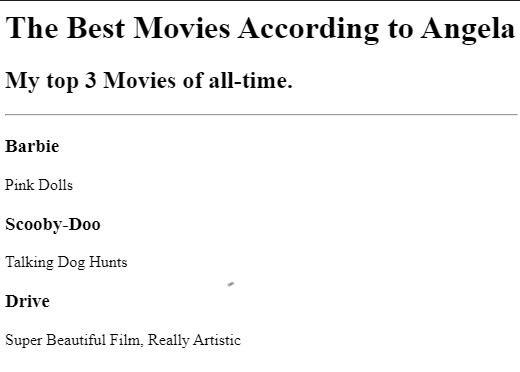 The Best Movies According to Angela
My top 3 Movies of all-time.
Barbie
Pink Dolls
Scooby-Doo
Talking Dog Hunts
Drive
Super Beautiful Film, Really Artistic